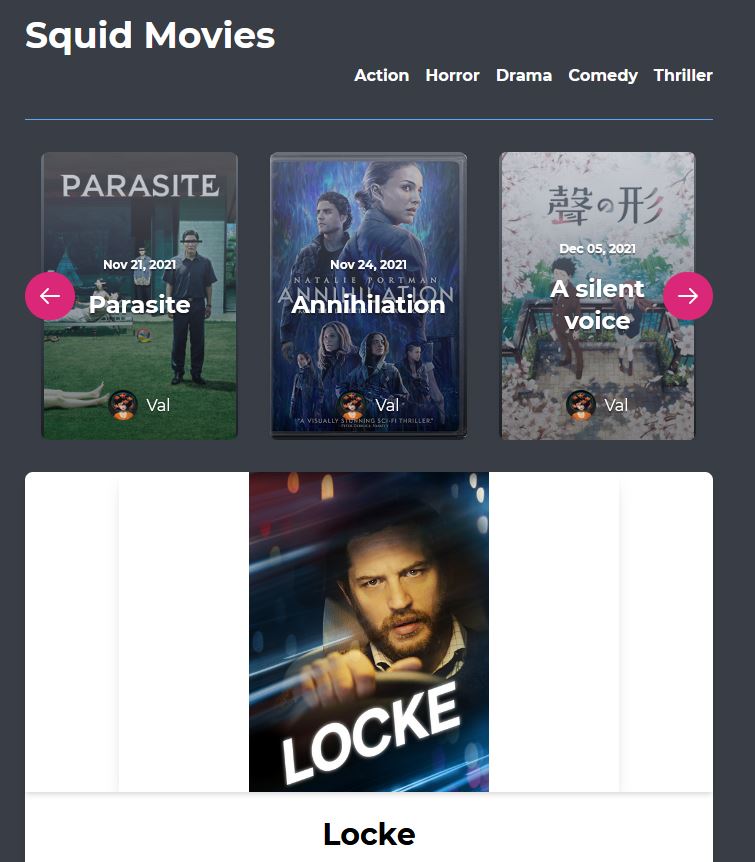 Squid Movies
Action Horror Drama Comedy Thriller
PARASITE
Nov 21, 2021
Parasite
Val
Nov 24, 2021
NATALIE PORTMAN
ANNIHILATION
Annihilation
Val
"A VISUALLY STUNNING SCI-FI THRILLER."
聲の形
Dec 05, 2021
A silent
voice
Val
LOCKE
Locke